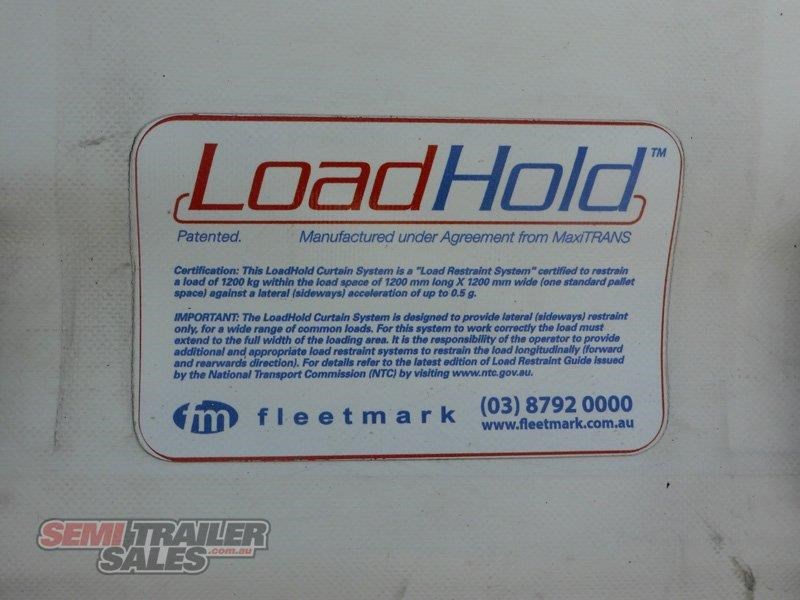 LoadHold™
Patented. Manufactured under Agreement from MaxiTRANS
Certification: This LoadHold Curtain System is a "Load Restraint System" certified to restrain
a load of 1200 kg within the load space of 1200 mm long X 1200 mm wide (one standard pallet
space) against a lateral (sideways) acceleration of up to 0.5 g.
IMPORTANT: The LoadHold Curtain System is designed to provide lateral (sideways) restraint
only, for a wide range of common loads. For this system to work correctly the load must
extend to the full width of the loading area. It is the responsibility of the operator to provide
additional and appropriate load restraint systems to restrain the load longitudinally (forward
and rearwards direction). For details refer to the latest edition of Load Restraint Guide issued
by the National Transport Commission (NTC) by visiting www.ntc.gov.au.
fm fleetmark (03) 8792 0000
www.fleetmark.com.au
SEMI TRAILER
SALES .com.au